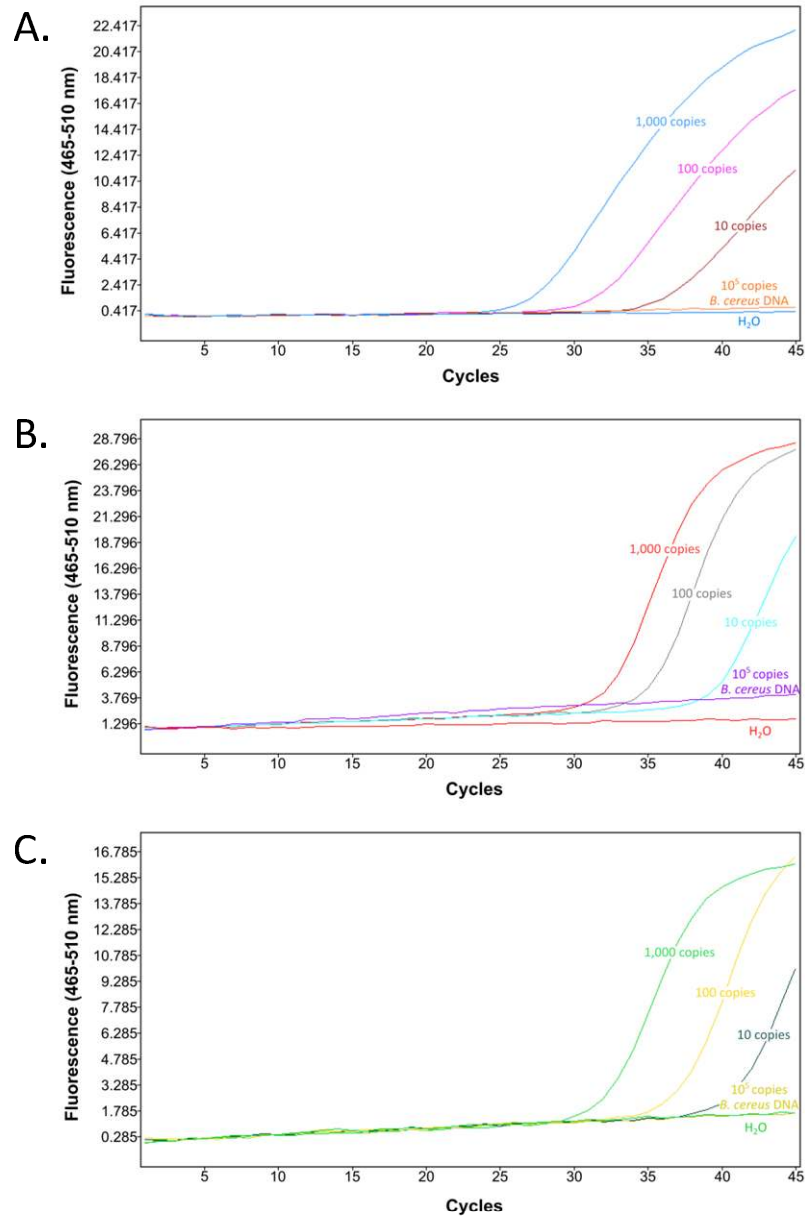 A.
Fluorescence (465-510 nm)
22.417
20.417
18.417
16.417
14.417
12.417
10.417
8.417
6.417
4.417
2.417
0.417
1,000 copies
100 copies
10 copies
10⁵ copies
B. cereus DNA
H₂O
5 10 15 20 25 30 35 40 45
Cycles
B.
Fluorescence (465-510 nm)
28.796
26.296
23.796
21.296
18.796
16.296
13.796
11.296
8.796
6.296
3.769
1.296
1,000 copies
100 copies
10 copies
10⁵ copies
B. cereus DNA
H₂O
5 10 15 20 25 30 35 40 45
Cycles
C.
Fluorescence (465-510 nm)
16.785
15.285
13.785
12.285
10.785
9.285
7.785
6.285
4.785
3.285
1.785
0.285
1,000 copies
100 copies
10 copies
10⁵ copies
B. cereus DNA
H₂O
5 10 15 20 25 30 35 40 45
Cycles